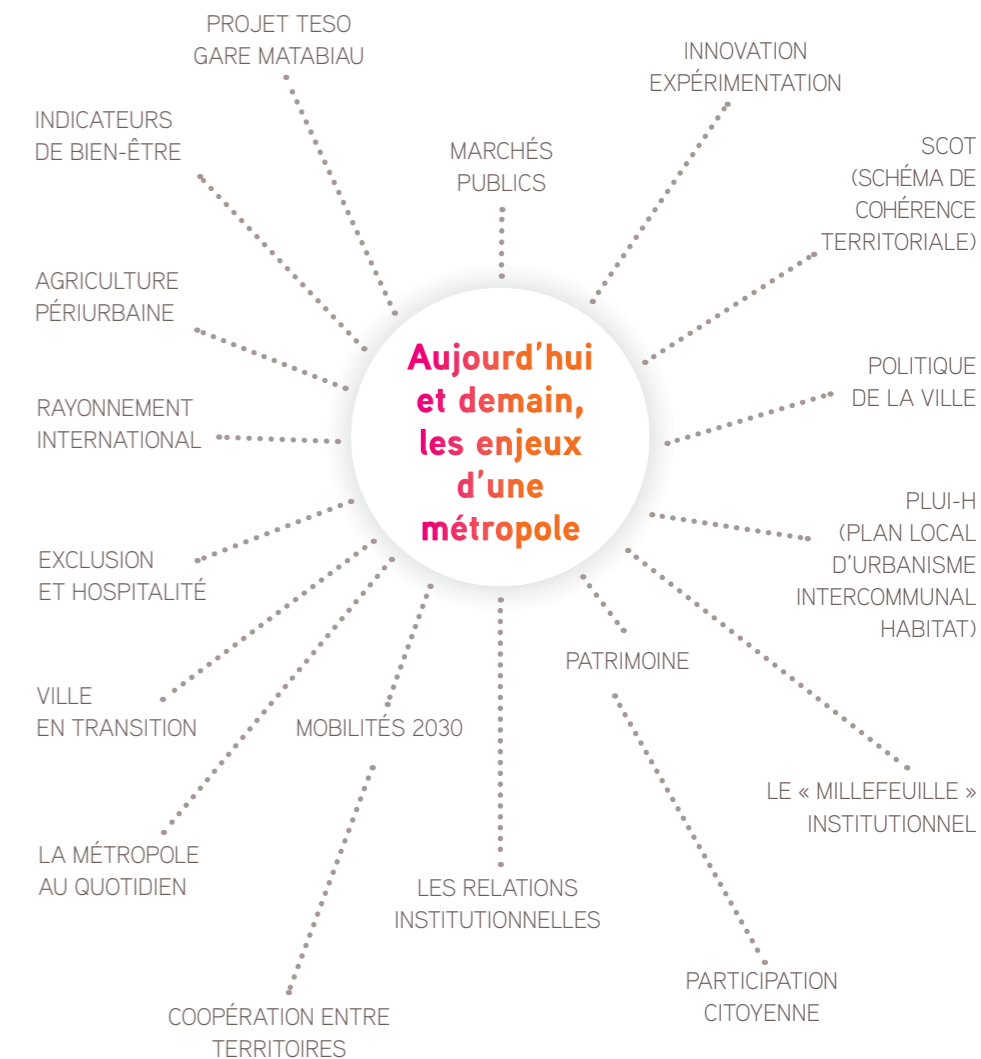 PROJET TESO
GARE MATABIAU
INNOVATION
EXPÉRIMENTATION
INDICATEURS
DE BIEN-ÊTRE
MARCHÉS
PUBLICS
SCOT
(SCHÉMA DE
COHÉRENCE
TERRITORIALE)
AGRICULTURE
PÉRIURBAINE
Aujourd'hui
et demain,
les enjeux
d'une
métropole
POLITIQUE
DE LA VILLE
RAYONNEMENT
INTERNATIONAL
PLUI-H
(PLAN LOCAL
D'URBANISME
INTERCOMMUNAL
HABITAT)
EXCLUSION
ET HOSPITALITÉ
PATRIMOINE
VILLE
EN TRANSITION
MOBILITÉS 2030
LE « MILLEFEUILLE »
INSTITUTIONNEL
LA MÉTROPOLE
AU QUOTIDIEN
LES RELATIONS
INSTITUTIONNELLES
PARTICIPATION
CITOYENNE
COOPÉRATION ENTRE
TERRITOIRES